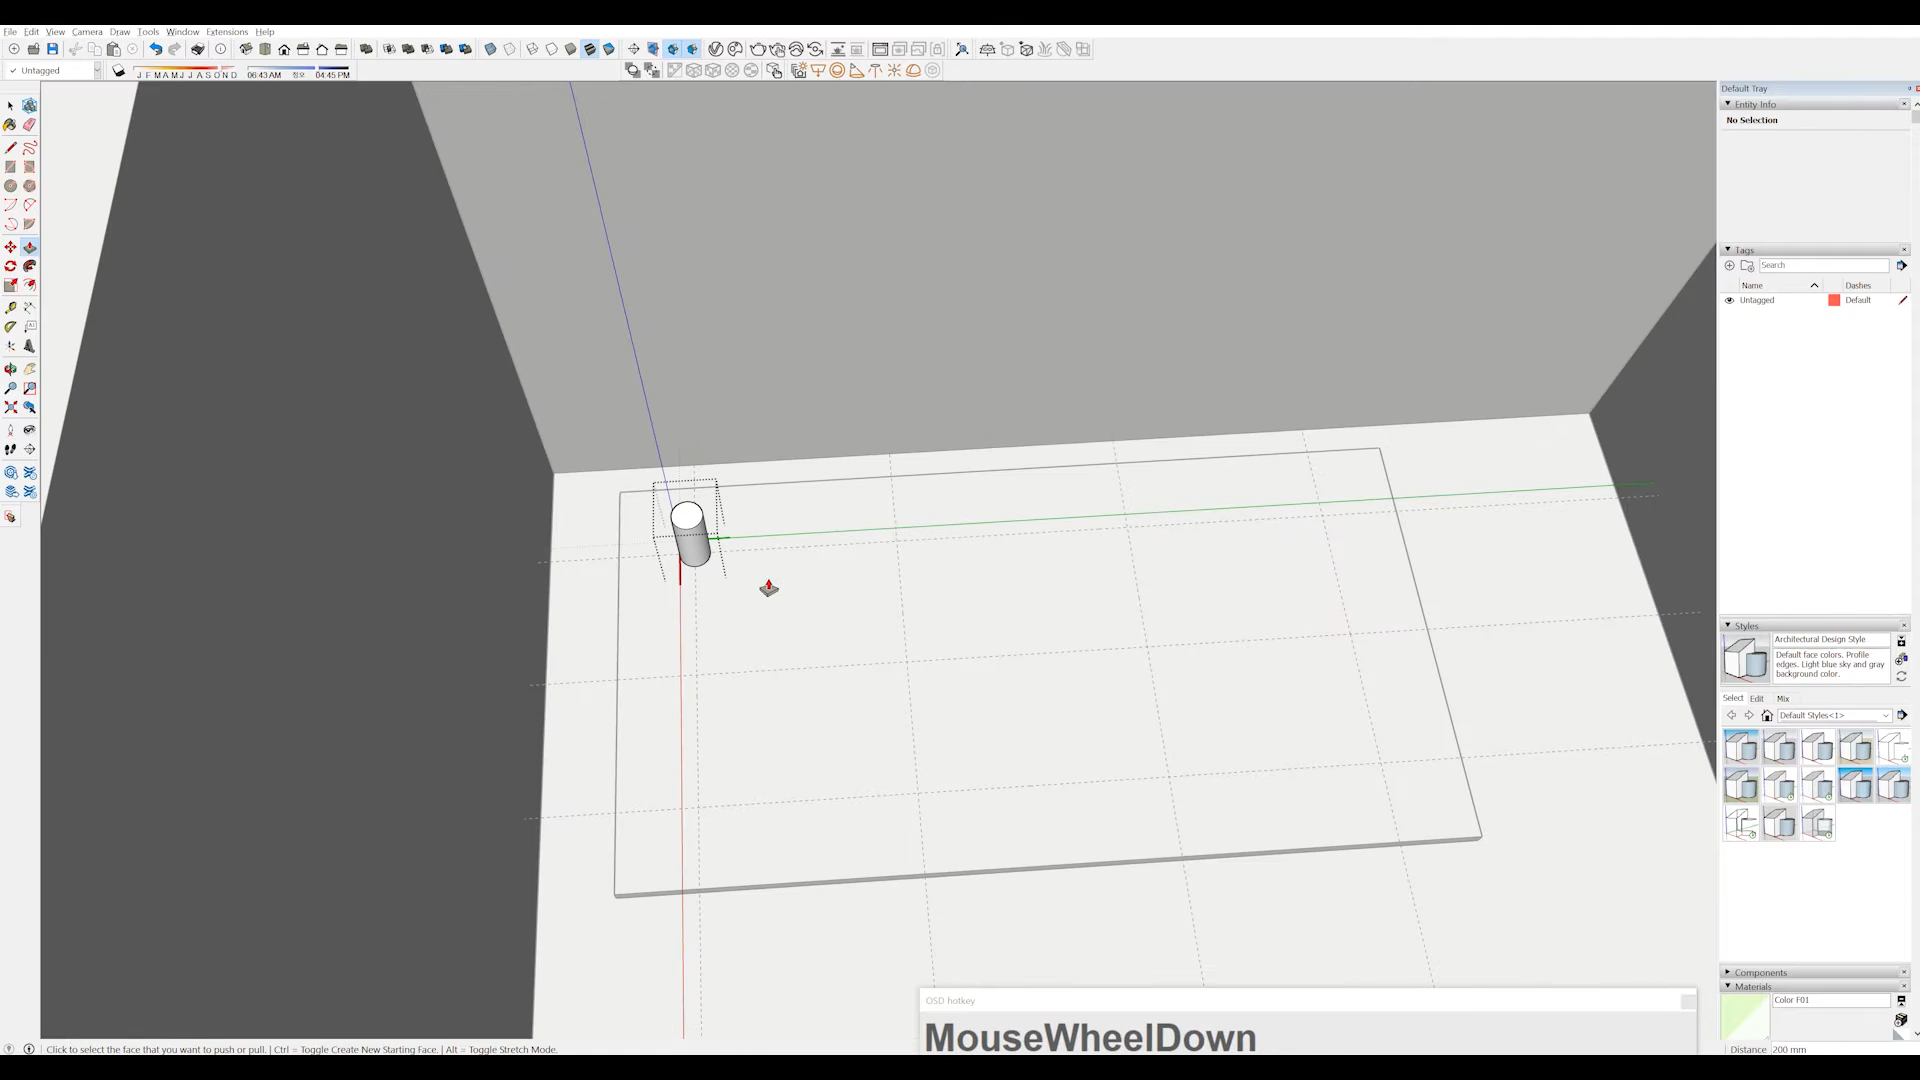 File Edit View Camera Draw Tools Window Extensions Help
Untagged
J F M A M J J A S O N D 06:43 AM 정오 04:45 PM
Default Tray
Entity Info
No Selection
Tags
Search
Name Dashes
Untagged Default
Styles
Architectural Design Style
Default face colors. Profile
edges. Light blue sky and gray
background color.
Select Edit Mix
Default Styles<1>
Components
Materials
Color F01
OSD hotkey
MouseWheelDown
Click to select the face that you want to push or pull. | Ctrl = Toggle Create New Starting Face. | Alt = Toggle Stretch Mode.
Distance 200 mm